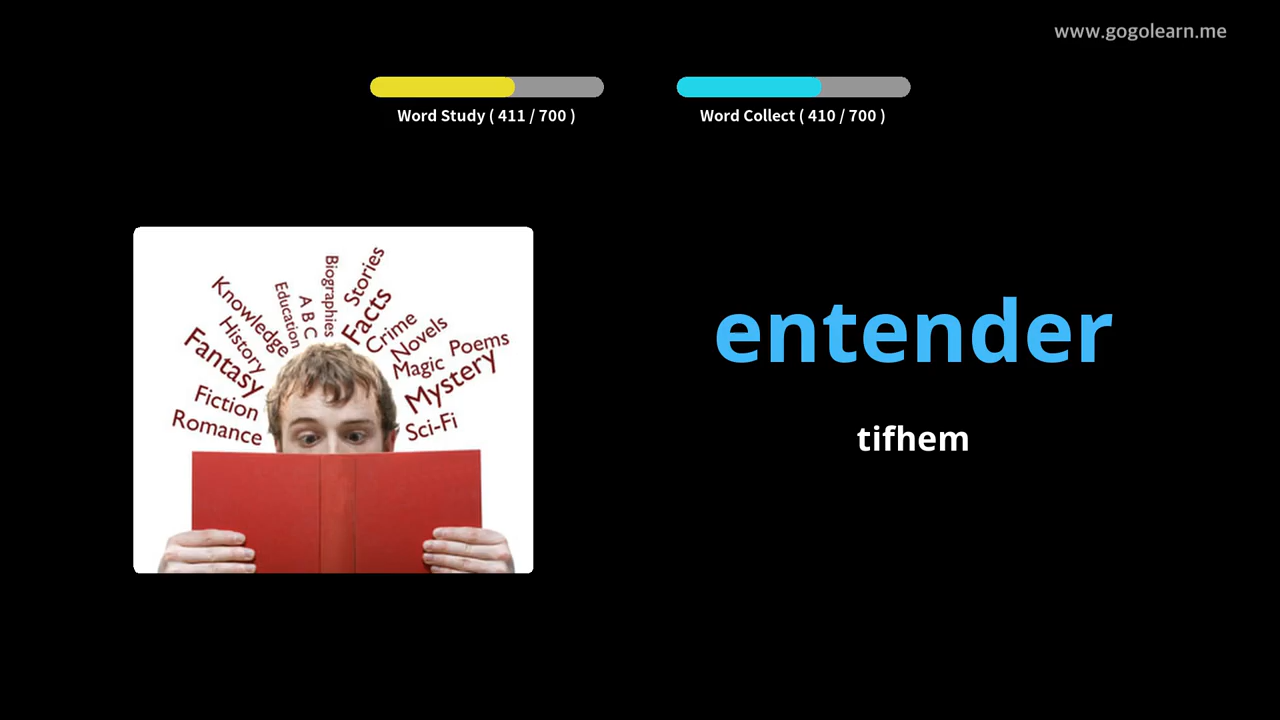 www.gogolearn.me
Word Study ( 411 / 700 )
Word Collect ( 410 / 700 )
Biographies
Stories
Education
A B C
Facts
Knowledge
Crime
History
Novels
Fantasy
Magic
Poems
Mystery
Fiction
Romance
Sci-Fi
entender
tifhem